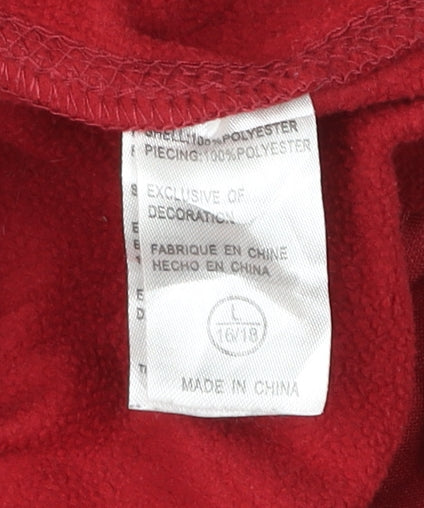 SHELL:100%POLYESTER
PIECING:100%POLYESTER
EXCLUSIVE OF
DECORATION
FABRIQUE EN CHINE
HECHO EN CHINA
L
16/18
MADE IN CHINA